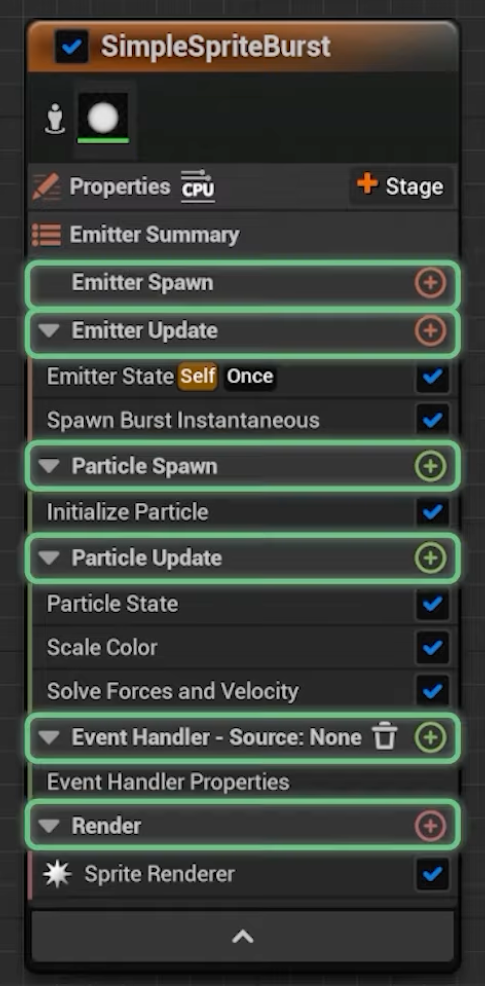 SimpleSpriteBurst
Properties CPU Stage
Emitter Summary
Emitter Spawn
Emitter Update
Emitter State Self Once
Spawn Burst Instantaneous
Particle Spawn
Initialize Particle
Particle Update
Particle State
Scale Color
Solve Forces and Velocity
Event Handler - Source: None
Event Handler Properties
Render
Sprite Renderer